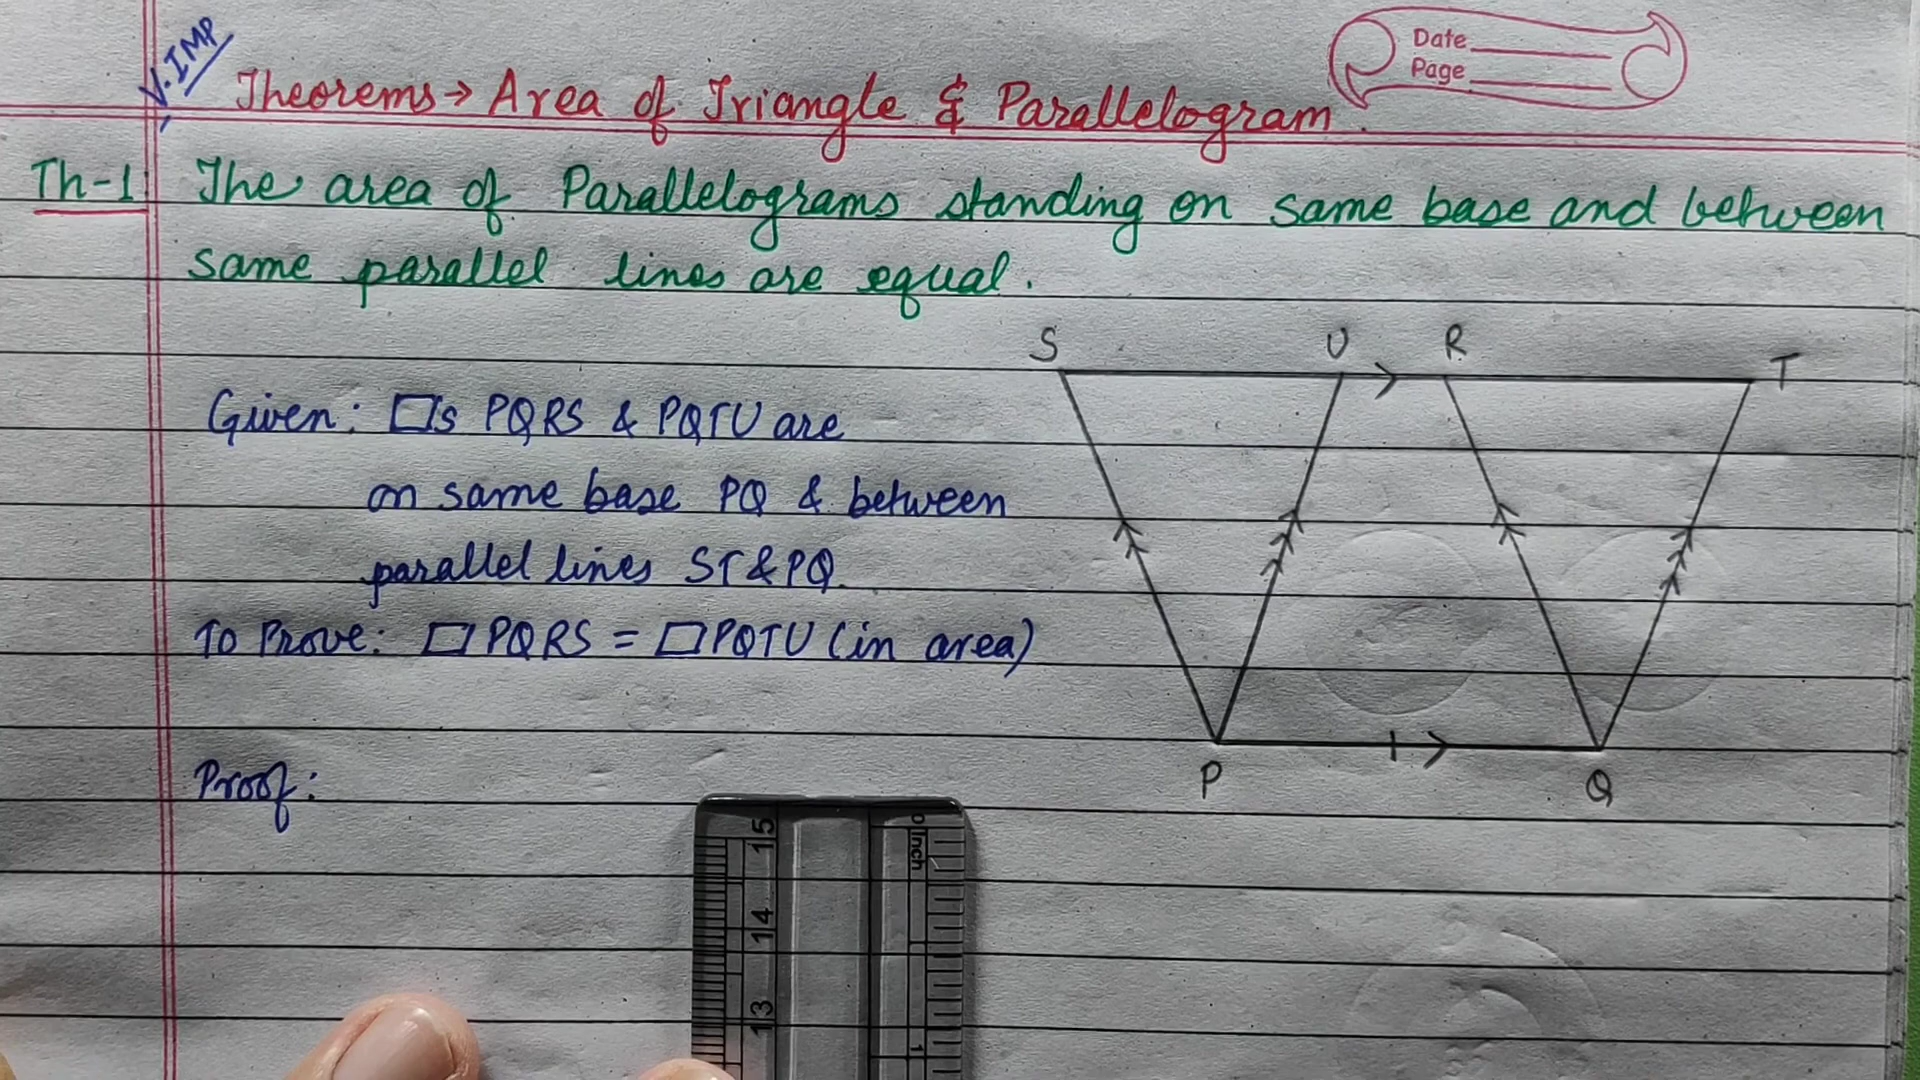 V. IMP
Date
Page
Theorems → Area of Triangle & Parallelogram.
Th-1: The area of Parallelograms standing on same base and between
same parallel lines are equal.
S U R T
Given: ▱s PQRS & PQTU are
on same base PQ & between
parallel lines ST & PQ.
To Prove: ▱ PQRS = ▱ PQTU (in area)
P Q
Proof:
15
0 Inch
14
13
1